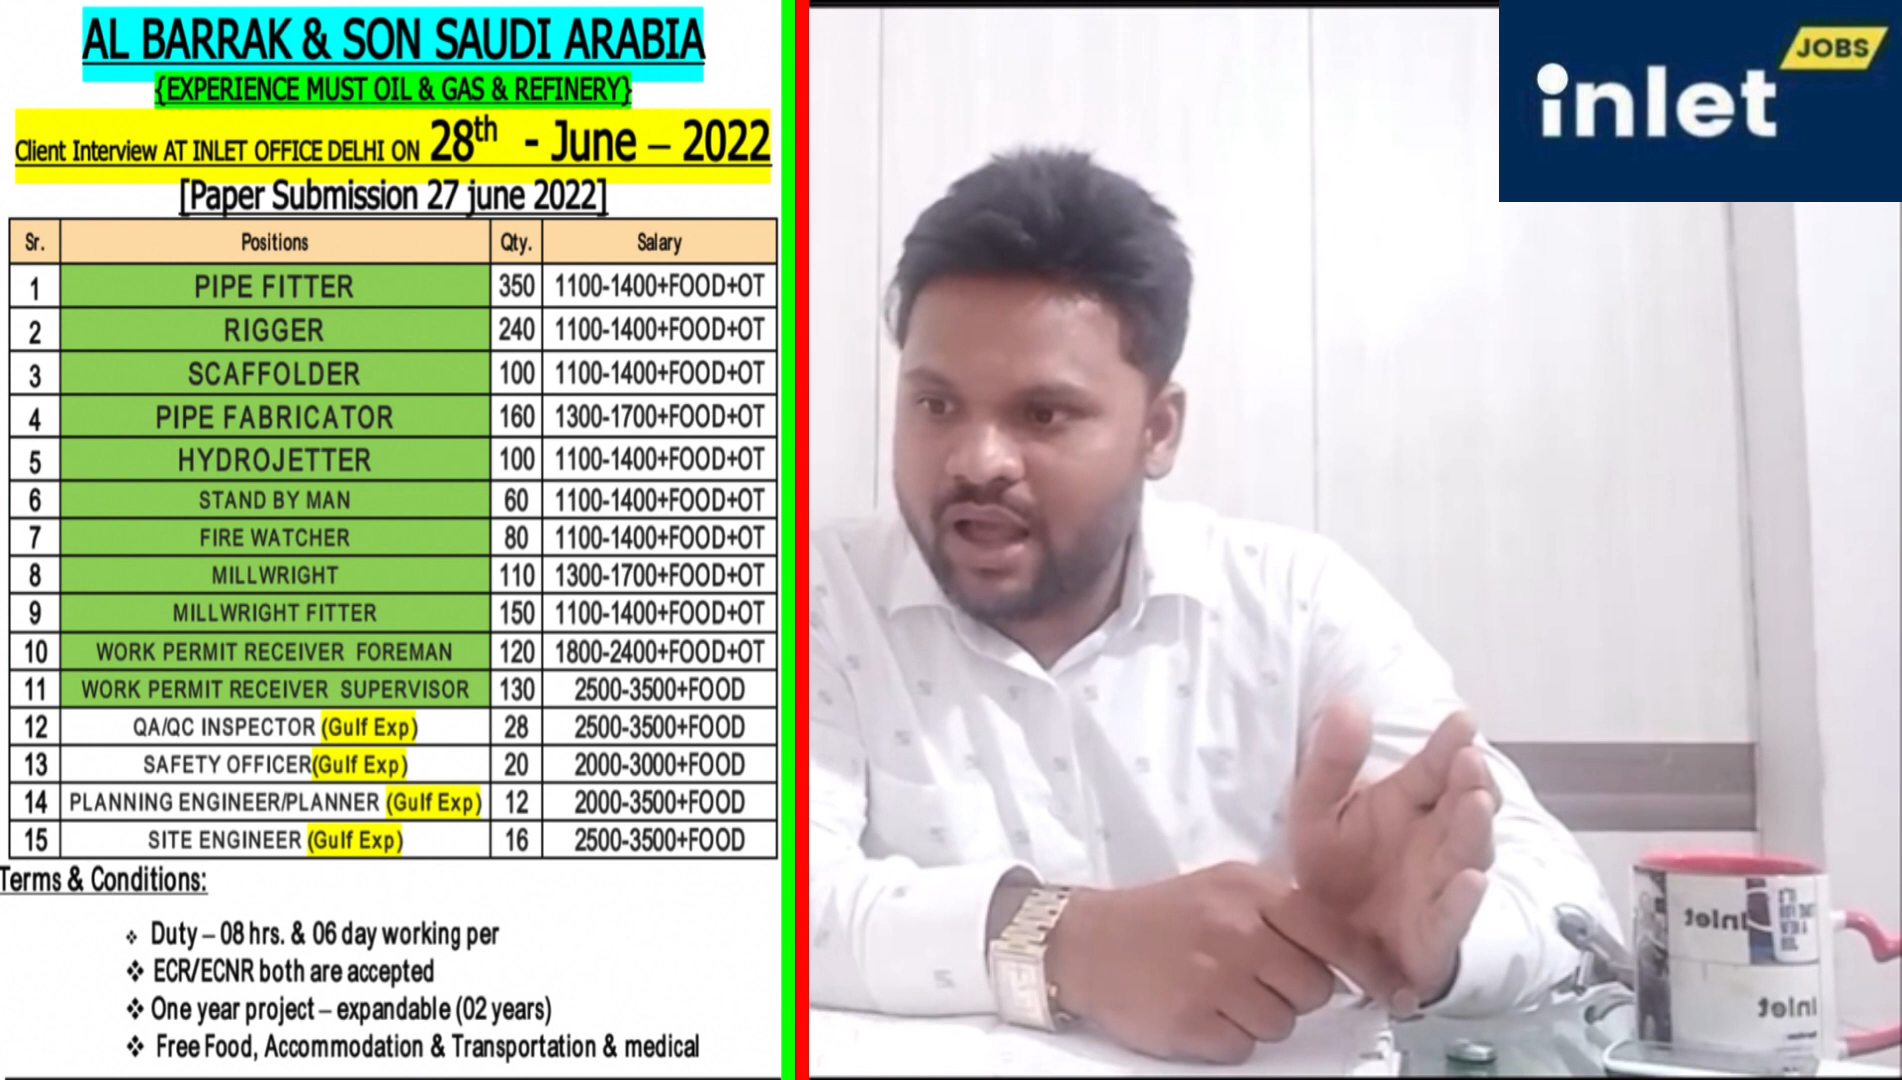 AL BARRAK & SON SAUDI ARABIA
{EXPERIENCE MUST OIL & GAS & REFINERY}
Client Interview AT INLET OFFICE DELHI ON 28th - June – 2022
[Paper Submission 27 june 2022]
Sr. Positions Qty. Salary
1 PIPE FITTER 350 1100-1400+FOOD+OT
2 RIGGER 240 1100-1400+FOOD+OT
3 SCAFFOLDER 100 1100-1400+FOOD+OT
4 PIPE FABRICATOR 160 1300-1700+FOOD+OT
5 HYDROJETTER 100 1100-1400+FOOD+OT
6 STAND BY MAN 60 1100-1400+FOOD+OT
7 FIRE WATCHER 80 1100-1400+FOOD+OT
8 MILLWRIGHT 110 1300-1700+FOOD+OT
9 MILLWRIGHT FITTER 150 1100-1400+FOOD+OT
10 WORK PERMIT RECEIVER FOREMAN 120 1800-2400+FOOD+OT
11 WORK PERMIT RECEIVER SUPERVISOR 130 2500-3500+FOOD
12 QA/QC INSPECTOR (Gulf Exp) 28 2500-3500+FOOD
13 SAFETY OFFICER(Gulf Exp) 20 2000-3000+FOOD
14 PLANNING ENGINEER/PLANNER (Gulf Exp) 12 2000-3500+FOOD
15 SITE ENGINEER (Gulf Exp) 16 2500-3500+FOOD
Terms & Conditions:
❖ Duty – 08 hrs. & 06 day working per
❖ ECR/ECNR both are accepted
❖ One year project – expandable (02 years)
❖ Free Food, Accommodation & Transportation & medical
inlet JOBS
Inlet
Inlet